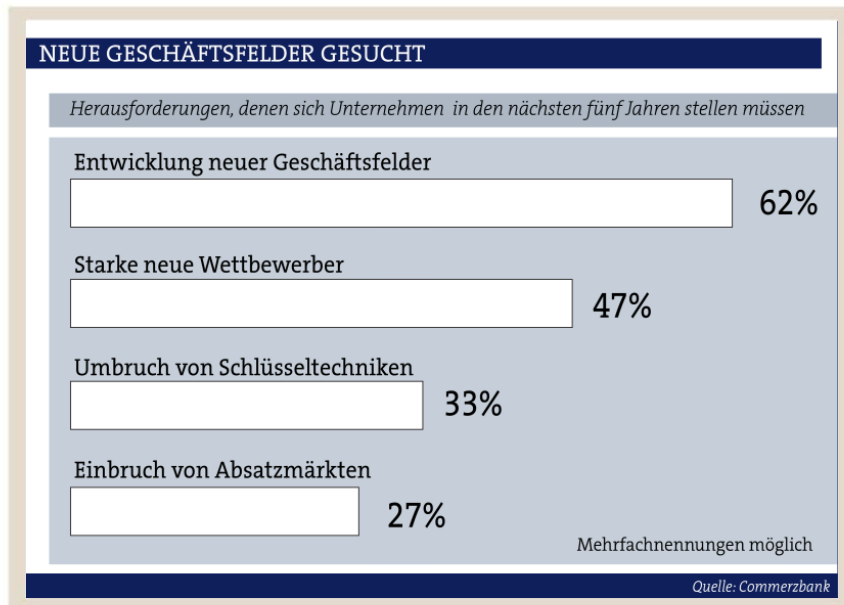 NEUE GESCHÄFTSFELDER GESUCHT
Herausforderungen, denen sich Unternehmen in den nächsten fünf Jahren stellen müssen
Entwicklung neuer Geschäftsfelder
62%
Starke neue Wettbewerber
47%
Umbruch von Schlüsseltechniken
33%
Einbruch von Absatzmärkten
27%
Mehrfachnennungen möglich
Quelle: Commerzbank